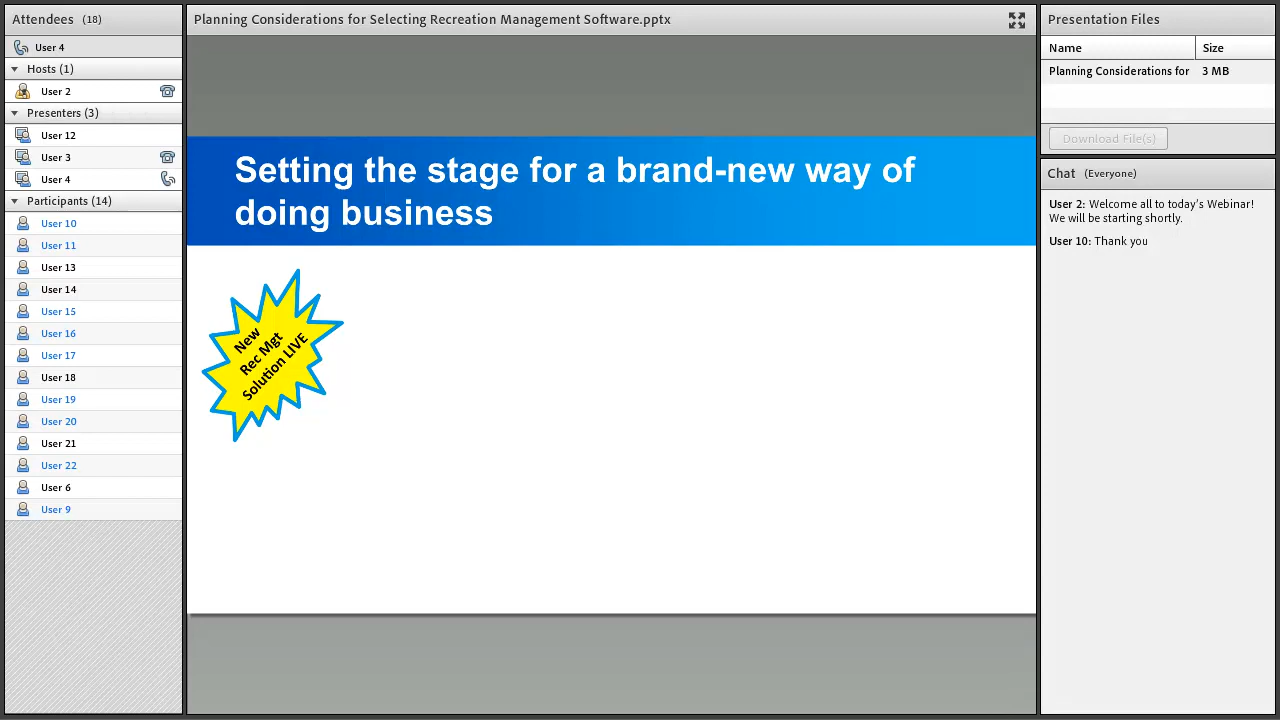 Attendees (18)
User 4
Hosts (1)
User 2
Presenters (3)
User 12
User 3
User 4
Participants (14)
User 10
User 11
User 13
User 14
User 15
User 16
User 17
User 18
User 19
User 20
User 21
User 22
User 6
User 9
Planning Considerations for Selecting Recreation Management Software.pptx
Setting the stage for a brand-new way of
doing business
New
Rec Mgt
Solution LIVE
Presentation Files
Name Size
Planning Considerations for 3 MB
Download File(s)
Chat (Everyone)
User 2: Welcome all to today's Webinar!
We will be starting shortly.
User 10: Thank you